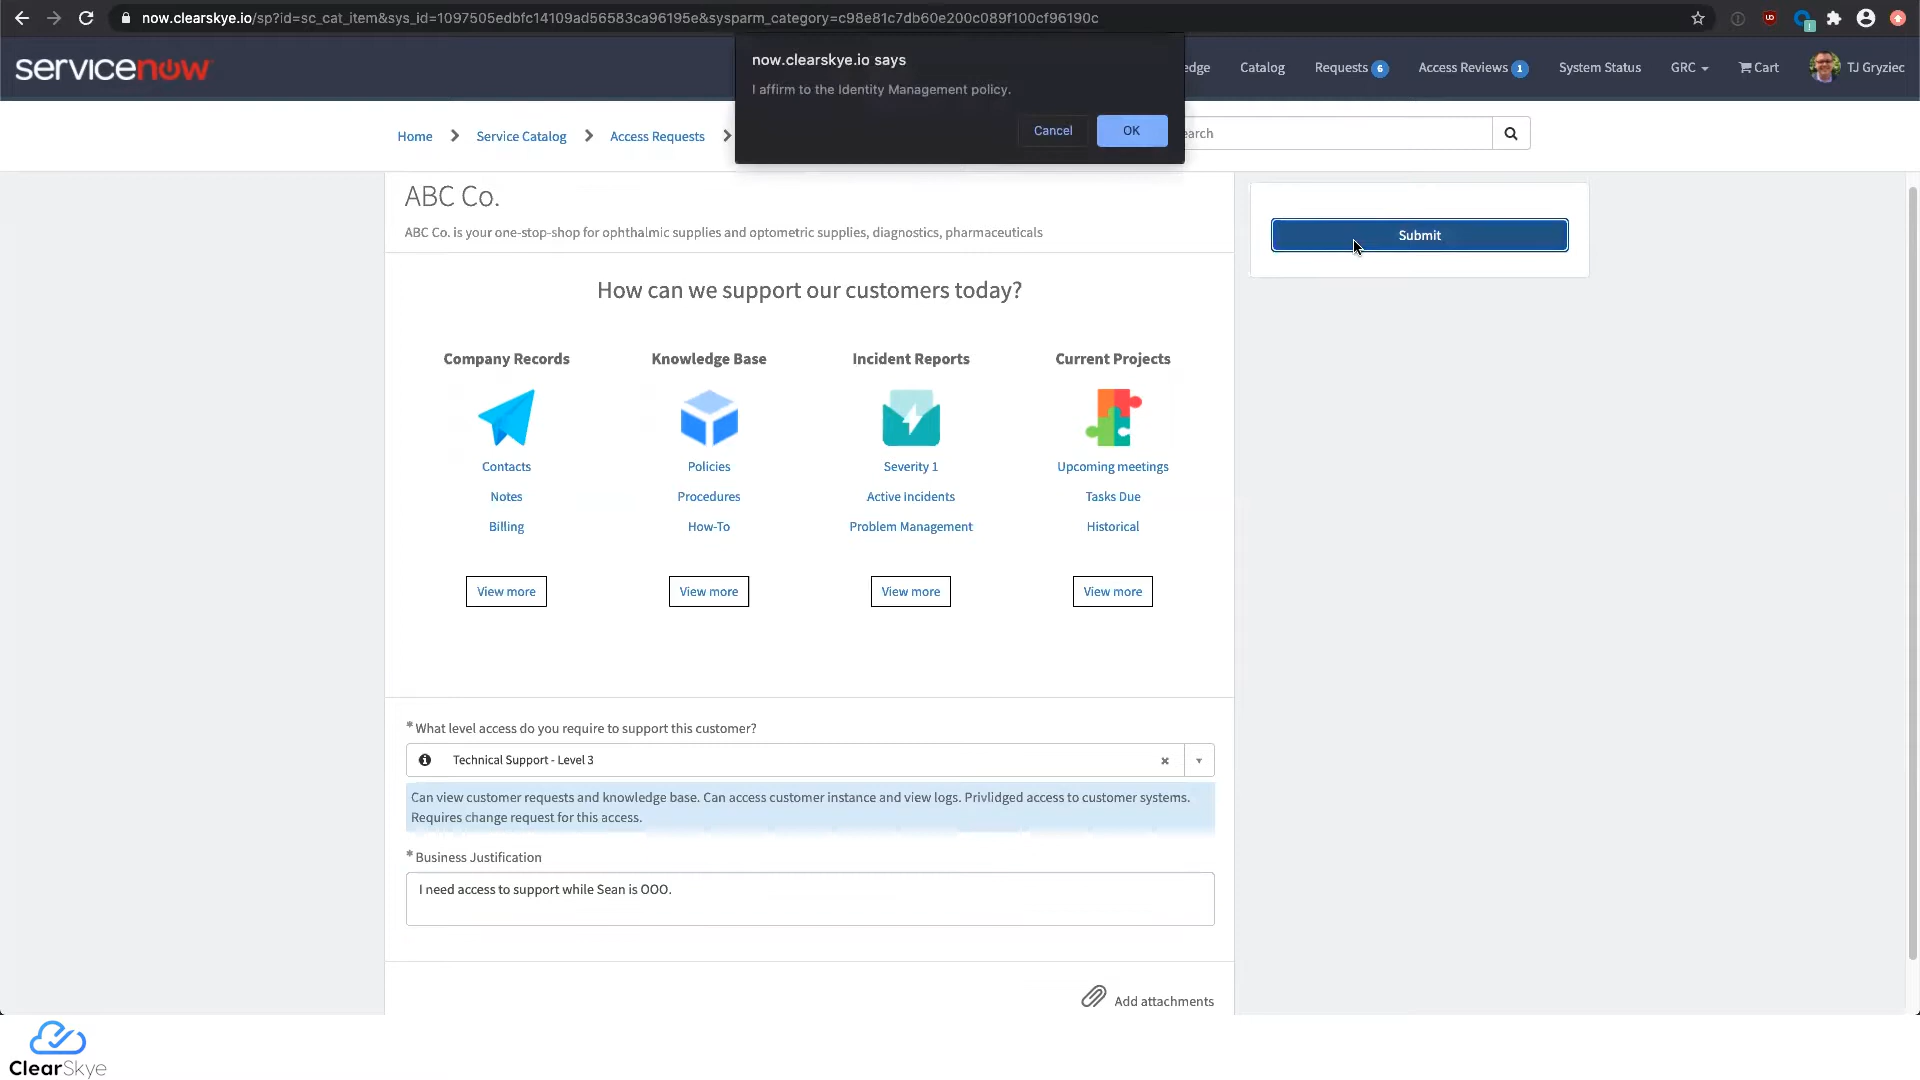 now.clearskye.io/sp?id=sc_cat_item&sys_id=1097505edbfc14109ad56583ca96195e&sysparm_category=c98e81c7db60e200c089f100cf96190c
now.clearskye.io says
I affirm to the Identity Management policy.
Cancel
OK
servicenow
edge
Catalog
Requests 6
Access Reviews 1
System Status
GRC
Cart
TJ Gryziec
Home
Service Catalog
Access Requests
earch
ABC Co.
ABC Co. is your one-stop-shop for ophthalmic supplies and optometric supplies, diagnostics, pharmaceuticals
Submit
How can we support our customers today?
Company Records
Knowledge Base
Incident Reports
Current Projects
Contacts
Policies
Severity 1
Upcoming meetings
Notes
Procedures
Active Incidents
Tasks Due
Billing
How-To
Problem Management
Historical
View more
View more
View more
View more
* What level access do you require to support this customer?
Technical Support - Level 3
Can view customer requests and knowledge base. Can access customer instance and view logs. Privlidged access to customer systems.
Requires change request for this access.
* Business Justification
I need access to support while Sean is OOO.
Add attachments
ClearSkye